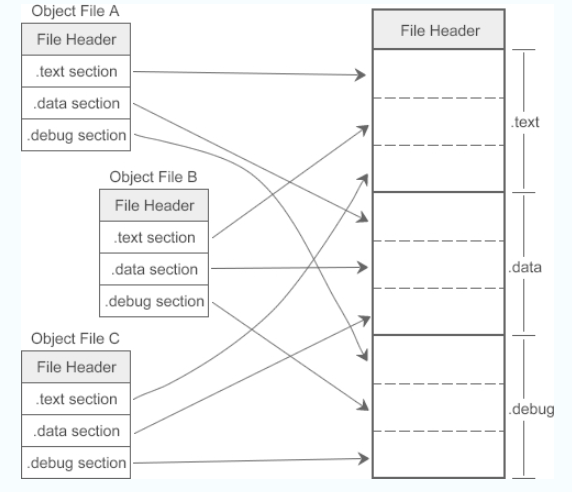 Object File A
File Header
.text section
.data section
.debug section
Object File B
File Header
.text section
.data section
.debug section
Object File C
File Header
.text section
.data section
.debug section
File Header
.text
.data
.debug